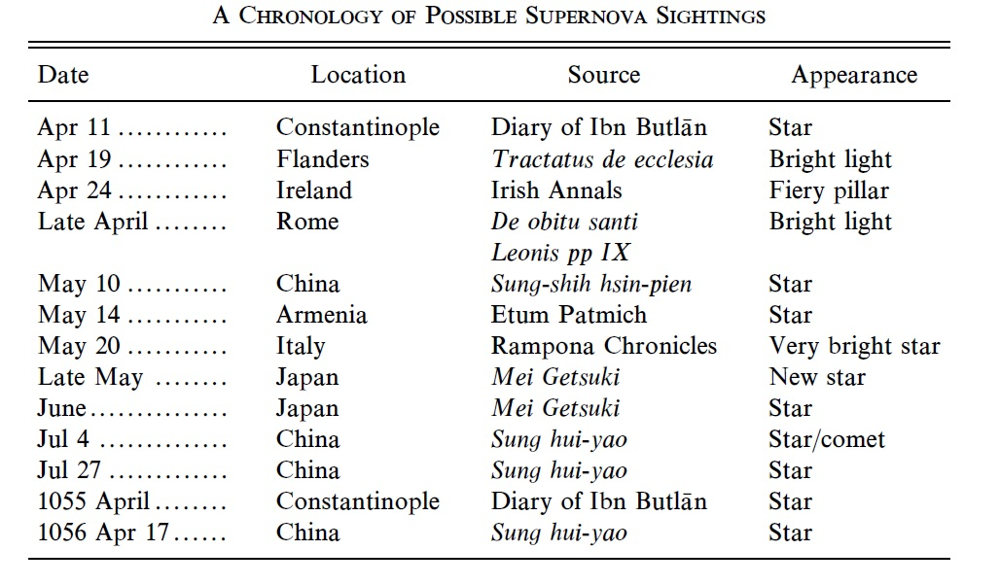 A Chronology of Possible Supernova Sightings
Date Location Source Appearance
Apr 11 ............ Constantinople Diary of Ibn Butlān Star
Apr 19 ............ Flanders Tractatus de ecclesia Bright light
Apr 24 ............ Ireland Irish Annals Fiery pillar
Late April ........ Rome De obitu santi Bright light
Leonis pp IX
May 10 ........... China Sung-shih hsin-pien Star
May 14 ........... Armenia Etum Patmich Star
May 20 ........... Italy Rampona Chronicles Very bright star
Late May ........ Japan Mei Getsuki New star
June............... Japan Mei Getsuki Star
Jul 4 .............. China Sung hui-yao Star/comet
Jul 27 ............. China Sung hui-yao Star
1055 April........ Constantinople Diary of Ibn Butlān Star
1056 Apr 17...... China Sung hui-yao Star